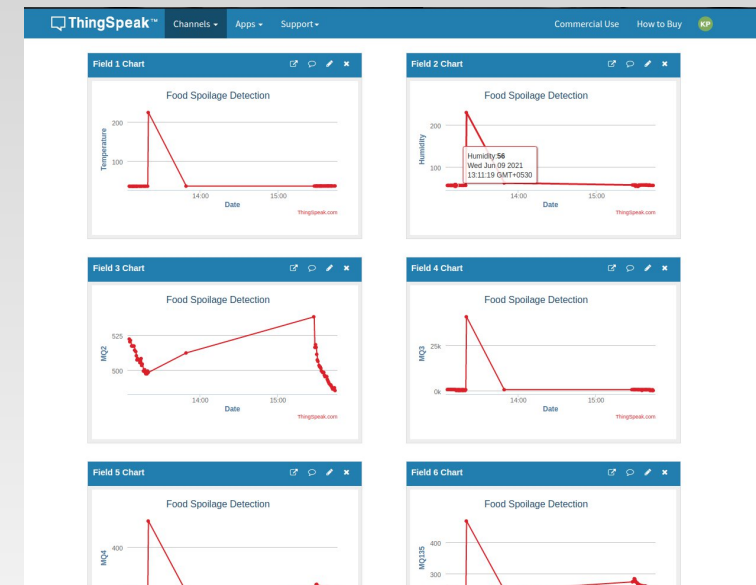 ThingSpeak™ Channels Apps Support Commercial Use How to Buy KP
Field 1 Chart
Food Spoilage Detection
Temperature
200
100
14:00 15:00
Date
ThingSpeak.com
Field 2 Chart
Food Spoilage Detection
Humidity
200
100
Humidity:56
Wed Jun 09 2021
13:11:19 GMT+0530
14:00 15:00
Date
ThingSpeak.com
Field 3 Chart
Food Spoilage Detection
MQ2
525
500
14:00 15:00
Date
ThingSpeak.com
Field 4 Chart
Food Spoilage Detection
MQ3
25k
0k
14:00 15:00
Date
ThingSpeak.com
Field 5 Chart
Food Spoilage Detection
MQ4
400
Field 6 Chart
Food Spoilage Detection
MQ135
400
300